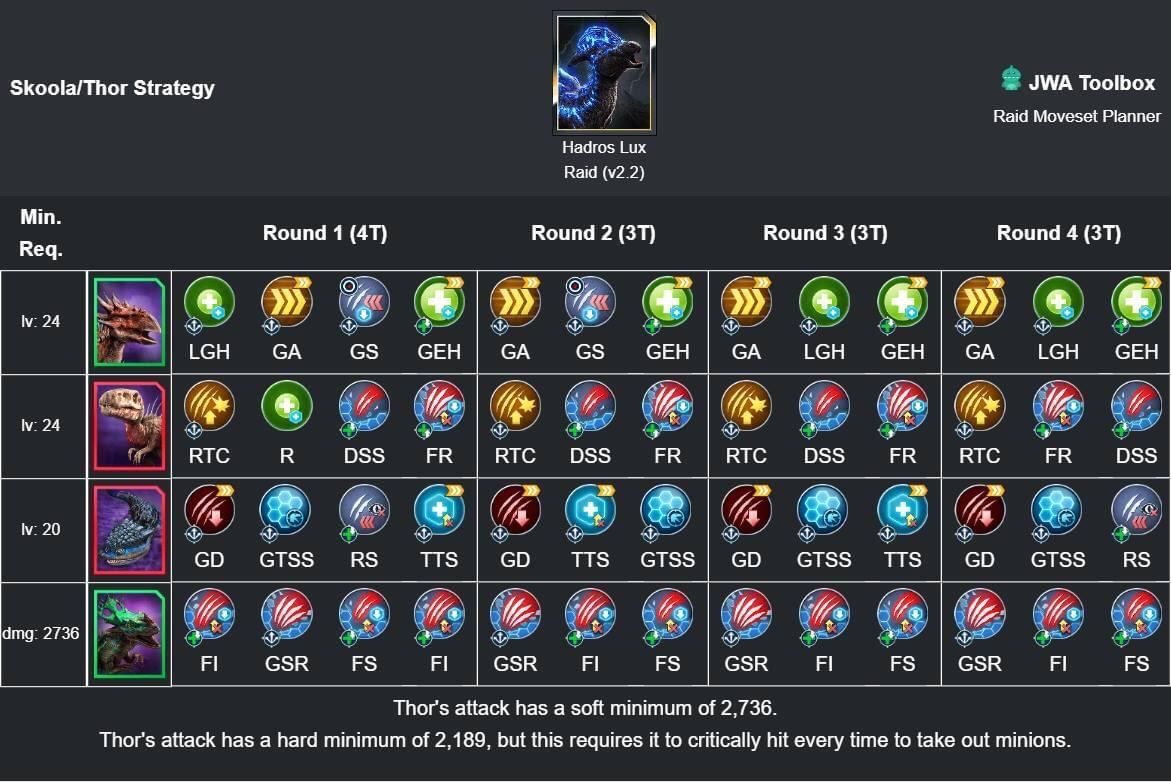 Skoola/Thor Strategy
JWA Toolbox
Raid Moveset Planner
Hadros Lux
Raid (v2.2)
Min.
Req.
Round 1 (4T)
Round 2 (3T)
Round 3 (3T)
Round 4 (3T)
lv: 24
LGH GA GS GEH GA GS GEH GA LGH GEH GA LGH GEH
lv: 24
RTC R DSS FR RTC DSS FR RTC DSS FR RTC FR DSS
lv: 20
GD GTSS RS TTS GD TTS GTSS GD GTSS TTS GD GTSS RS
dmg: 2736
FI GSR FS FI GSR FI FS GSR FI FS GSR FI FS
Thor's attack has a soft minimum of 2,736.
Thor's attack has a hard minimum of 2,189, but this requires it to critically hit every time to take out minions.